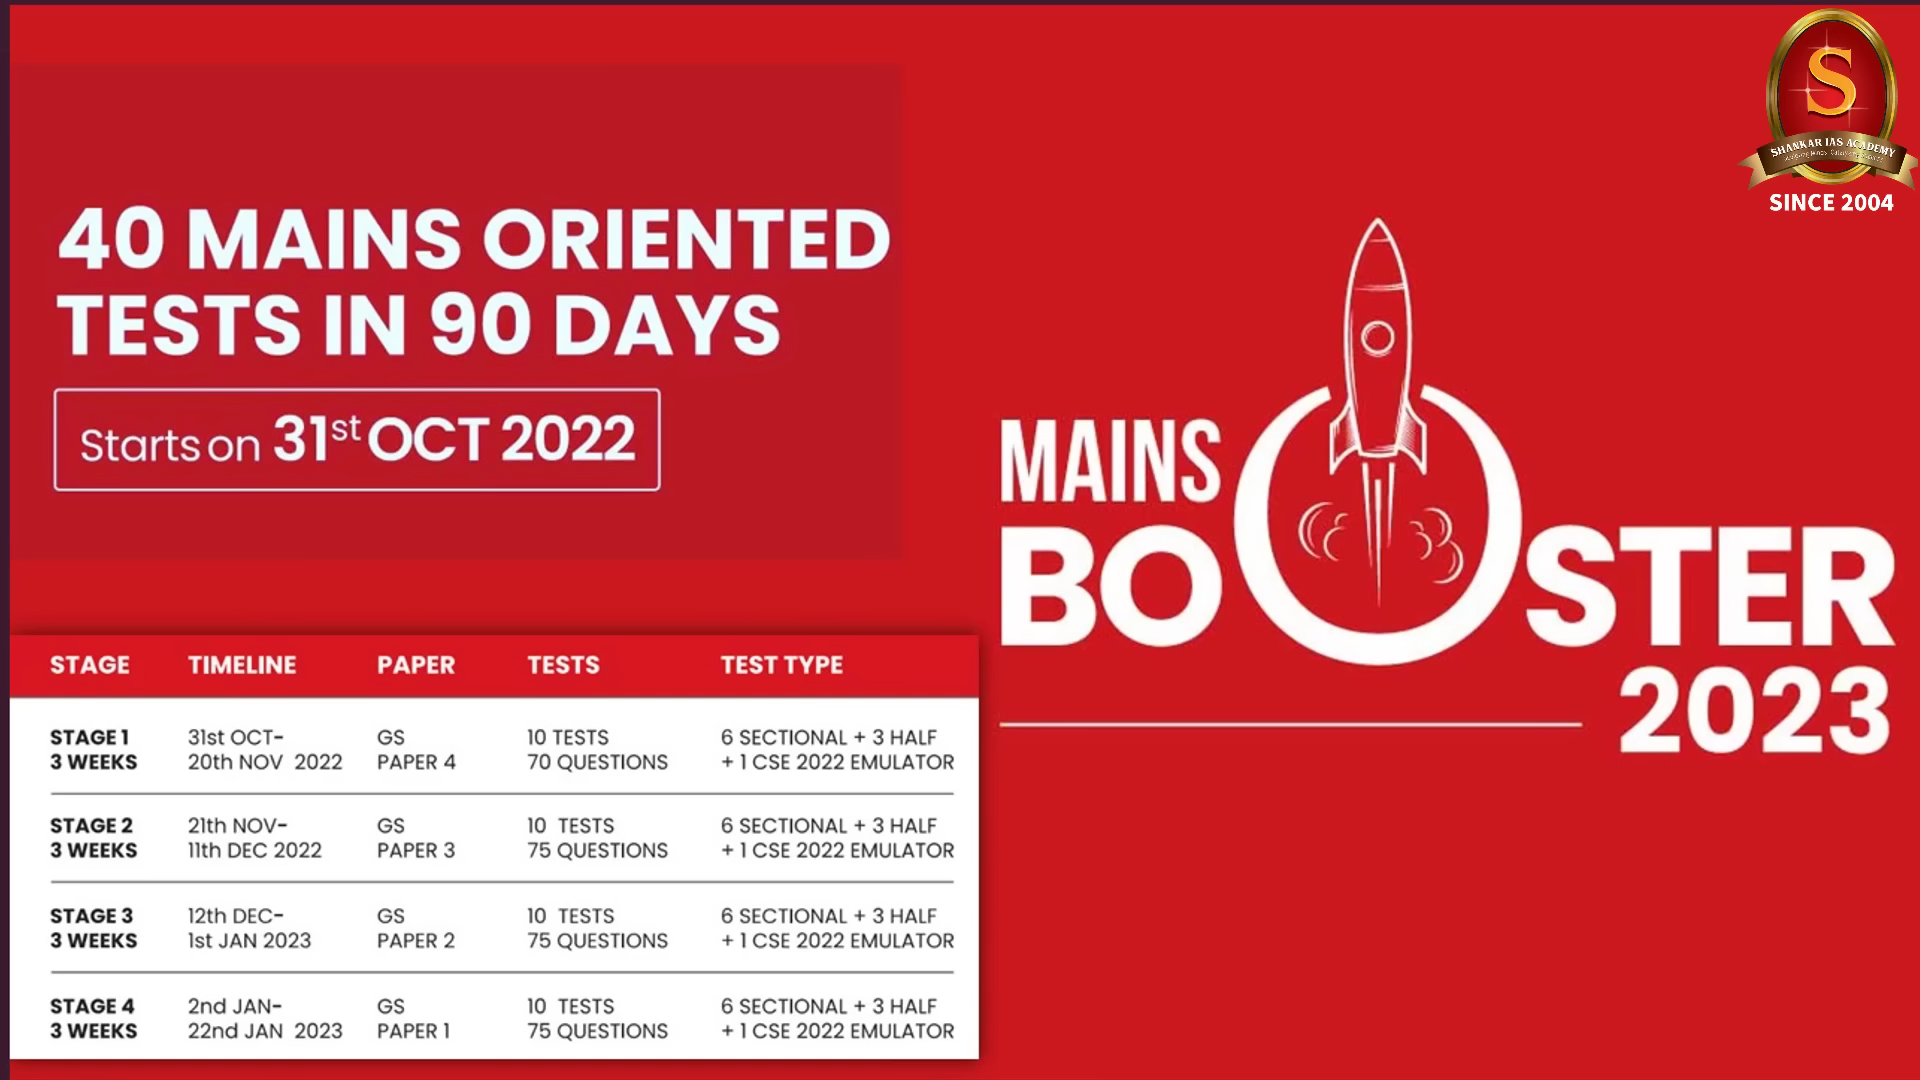 40 MAINS ORIENTED
TESTS IN 90 DAYS
Starts on 31st OCT 2022
S
SHANKAR IAS ACADEMY
SINCE 2004
MAINS
BOOSTER
2023
STAGE TIMELINE PAPER TESTS TEST TYPE
STAGE 1 31st OCT- GS 10 TESTS 6 SECTIONAL + 3 HALF
3 WEEKS 20th NOV 2022 PAPER 4 70 QUESTIONS + 1 CSE 2022 EMULATOR
STAGE 2 21th NOV- GS 10 TESTS 6 SECTIONAL + 3 HALF
3 WEEKS 11th DEC 2022 PAPER 3 75 QUESTIONS + 1 CSE 2022 EMULATOR
STAGE 3 12th DEC- GS 10 TESTS 6 SECTIONAL + 3 HALF
3 WEEKS 1st JAN 2023 PAPER 2 75 QUESTIONS + 1 CSE 2022 EMULATOR
STAGE 4 2nd JAN- GS 10 TESTS 6 SECTIONAL + 3 HALF
3 WEEKS 22nd JAN 2023 PAPER 1 75 QUESTIONS + 1 CSE 2022 EMULATOR